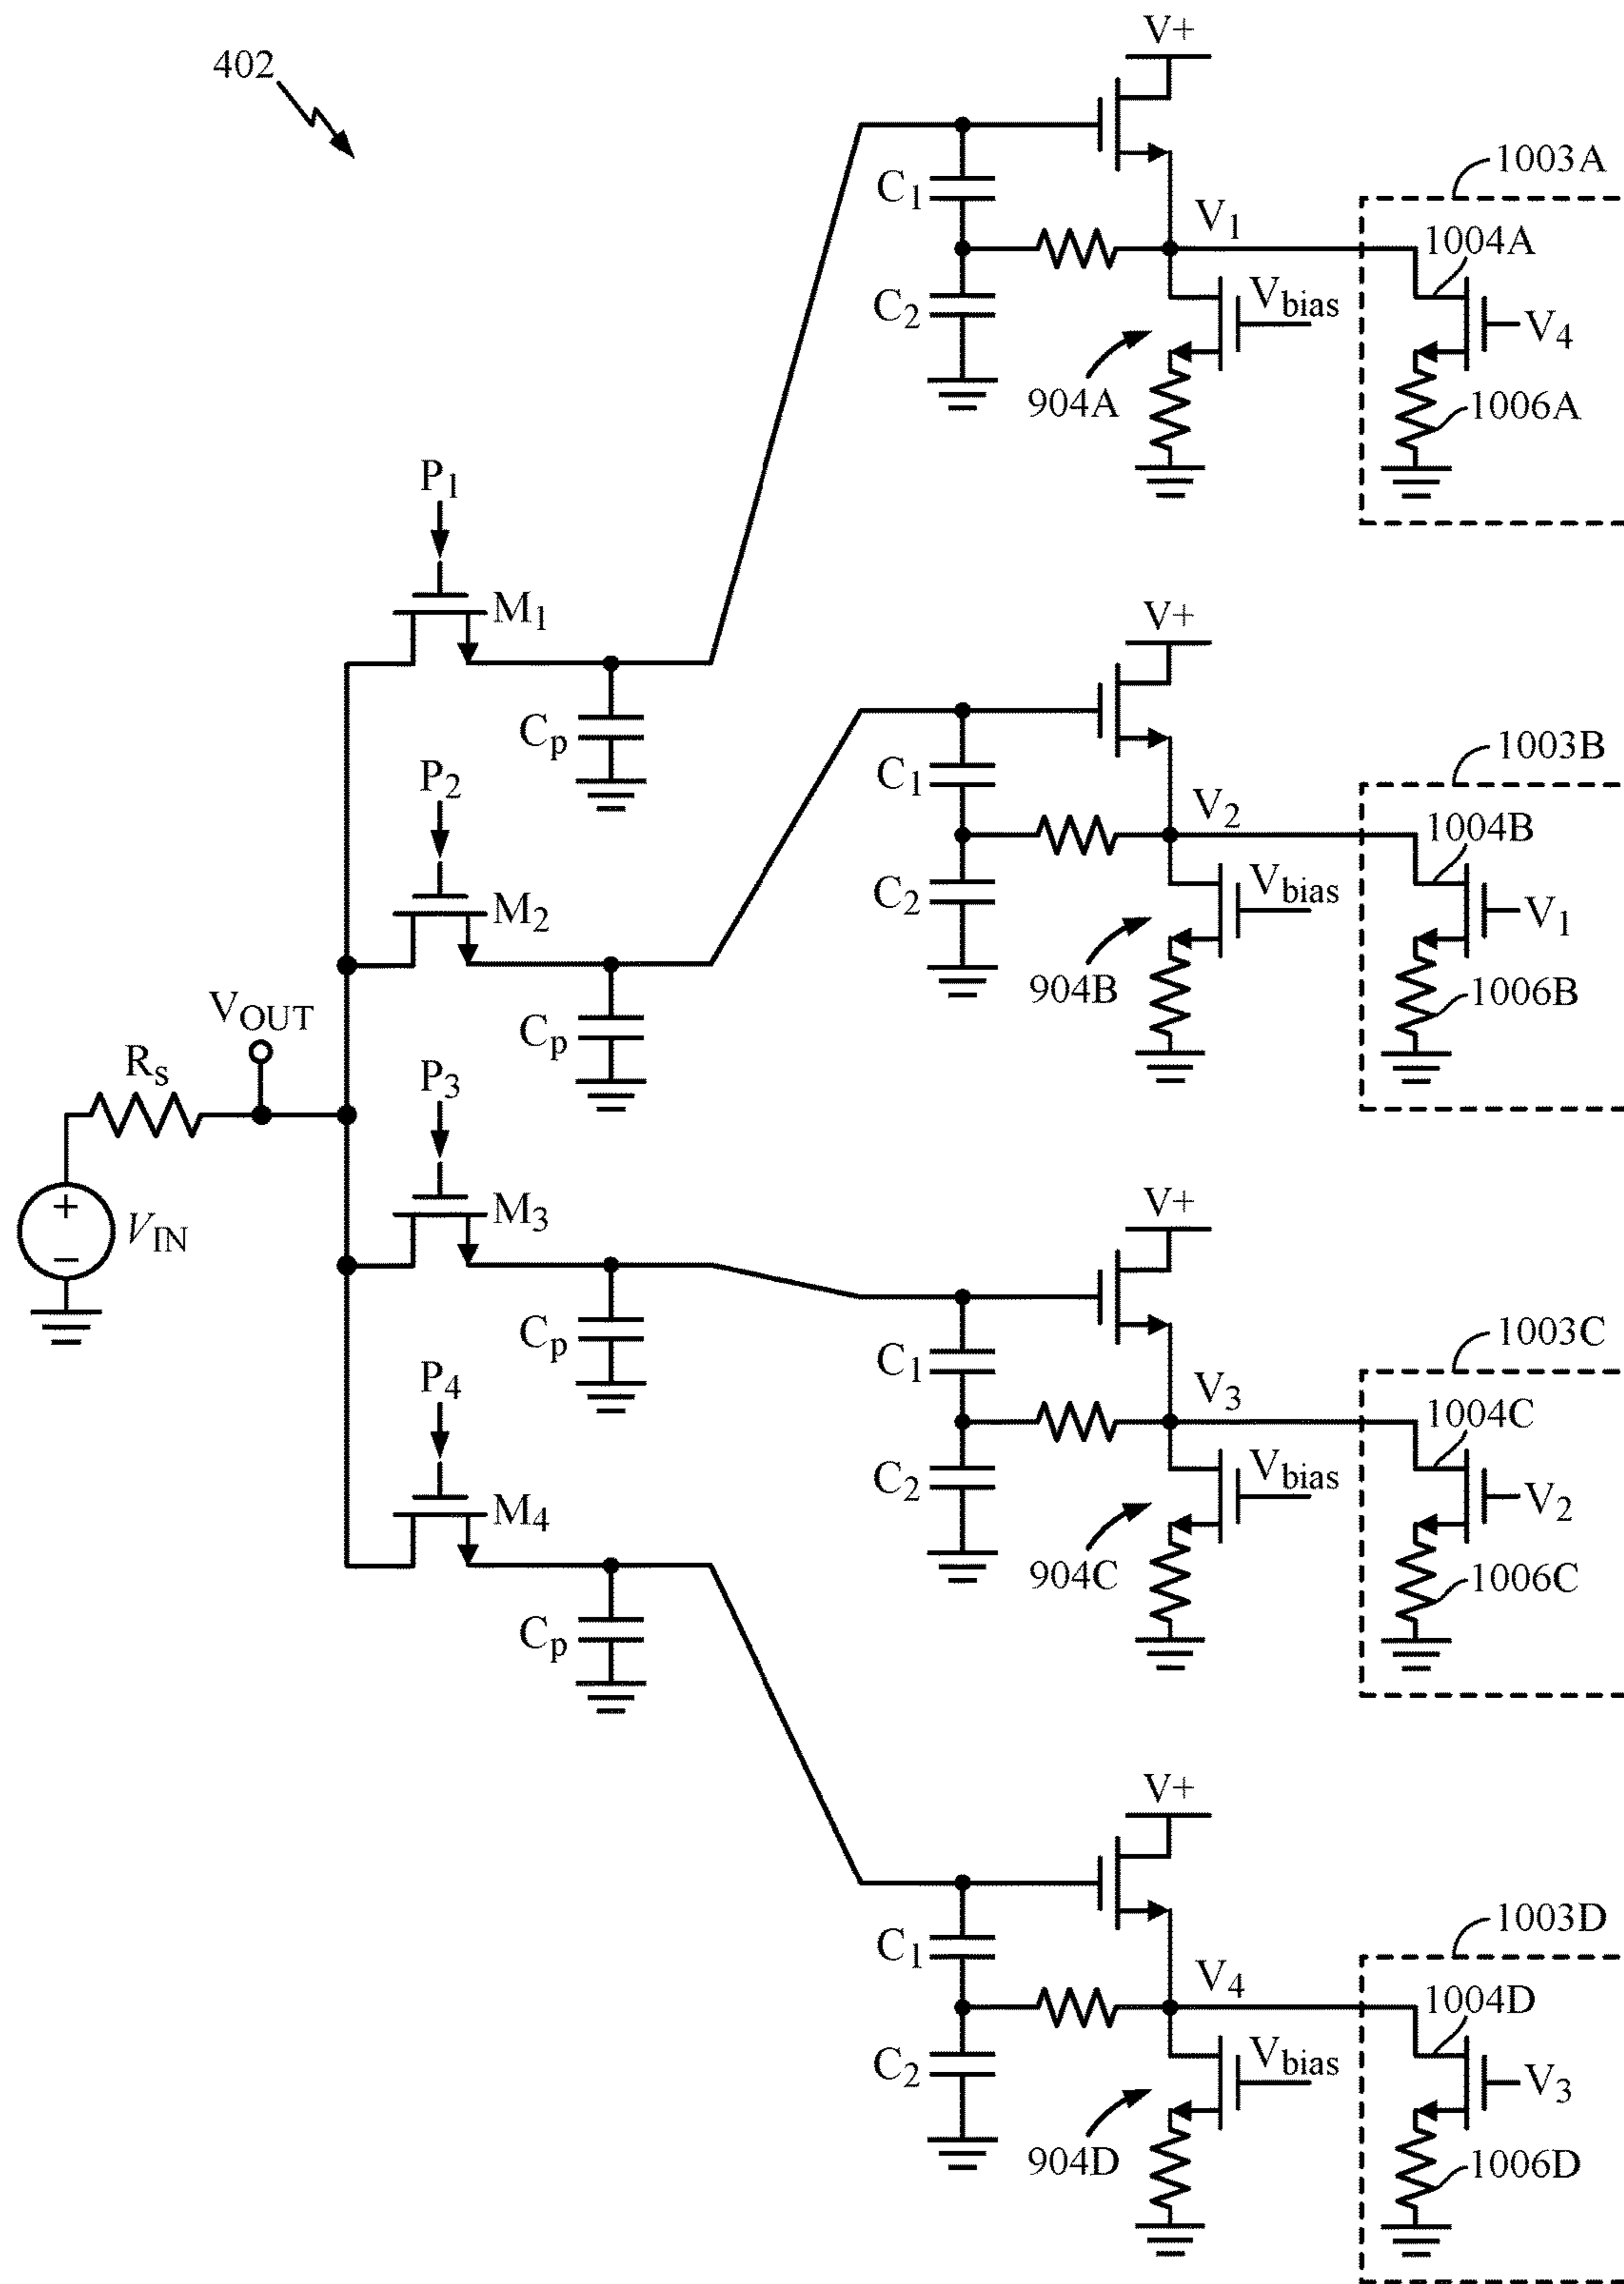 402
V+
C1
V1
C2
Vbias
904A
1003A
1004A
V4
1006A
P1
M1
Cp
V+
C1
V2
C2
Vbias
904B
1003B
1004B
V1
1006B
P2
M2
Cp
VOUT
Rs
+
−
VIN
P3
M3
Cp
V+
C1
V3
C2
Vbias
904C
1003C
1004C
V2
1006C
P4
M4
Cp
V+
C1
V4
C2
Vbias
904D
1003D
1004D
V3
1006D